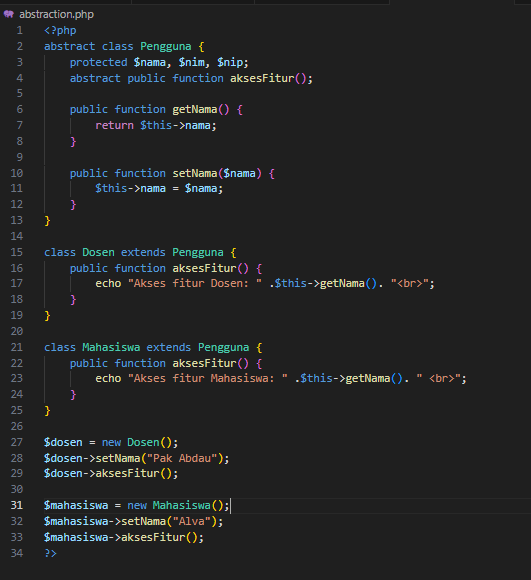 abstraction.php
1 <?php
2 abstract class Pengguna {
3     protected $nama, $nim, $nip;
4     abstract public function aksesFitur();
5
6     public function getNama() {
7         return $this->nama;
8     }
9
10     public function setNama($nama) {
11         $this->nama = $nama;
12     }
13 }
14
15 class Dosen extends Pengguna {
16     public function aksesFitur() {
17         echo "Akses fitur Dosen: " .$this->getNama(). "<br>";
18     }
19 }
20
21 class Mahasiswa extends Pengguna {
22     public function aksesFitur() {
23         echo "Akses fitur Mahasiswa: " .$this->getNama(). " <br>";
24     }
25 }
26
27 $dosen = new Dosen();
28 $dosen->setNama("Pak Abdau");
29 $dosen->aksesFitur();
30
31 $mahasiswa = new Mahasiswa();
32 $mahasiswa->setNama("Alva");
33 $mahasiswa->aksesFitur();
34 ?>